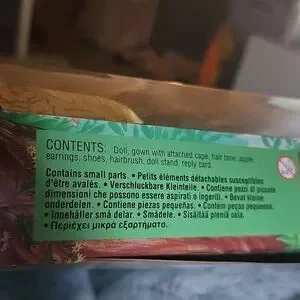 CONTENTS: Doll, gown with attached cape, hair bow, apple,
earrings, shoes, hairbrush, doll stand, reply card.
Contains small parts. • Petits éléments détachables susceptibles
d'être avalés. • Verschluckbare Kleinteile. • Contiene pezzi di piccole
dimensioni che possono essere aspirati o ingeriti. • Bevat kleine
onderdelen. • Contiene piezas pequeñas. • Contém peças pequenas.
• Innehåller små delar. • Smådele. • Sisältää pieniä osia.
• Περιέχει μικρά εξαρτήματα.